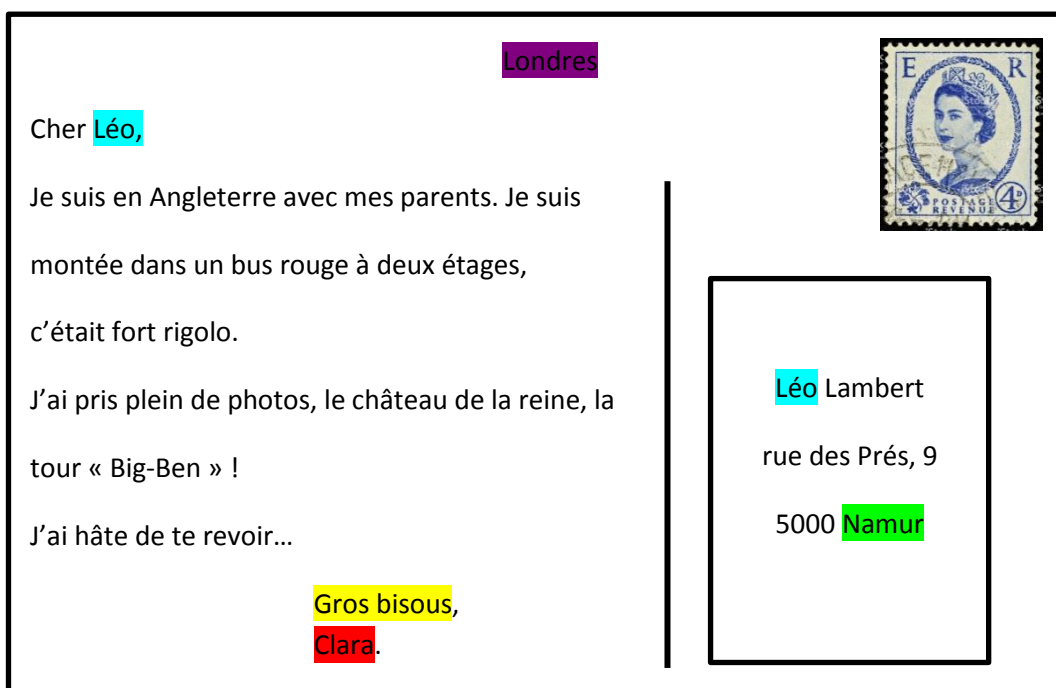 Londres
Cher Léo,
Je suis en Angleterre avec mes parents. Je suis
montée dans un bus rouge à deux étages,
c’était fort rigolo.
J’ai pris plein de photos, le château de la reine, la
tour « Big-Ben » !
J’ai hâte de te revoir…
Gros bisous,
Clara.
E R
POSTAGE
REVENUE
4D
Léo Lambert
rue des Prés, 9
5000 Namur